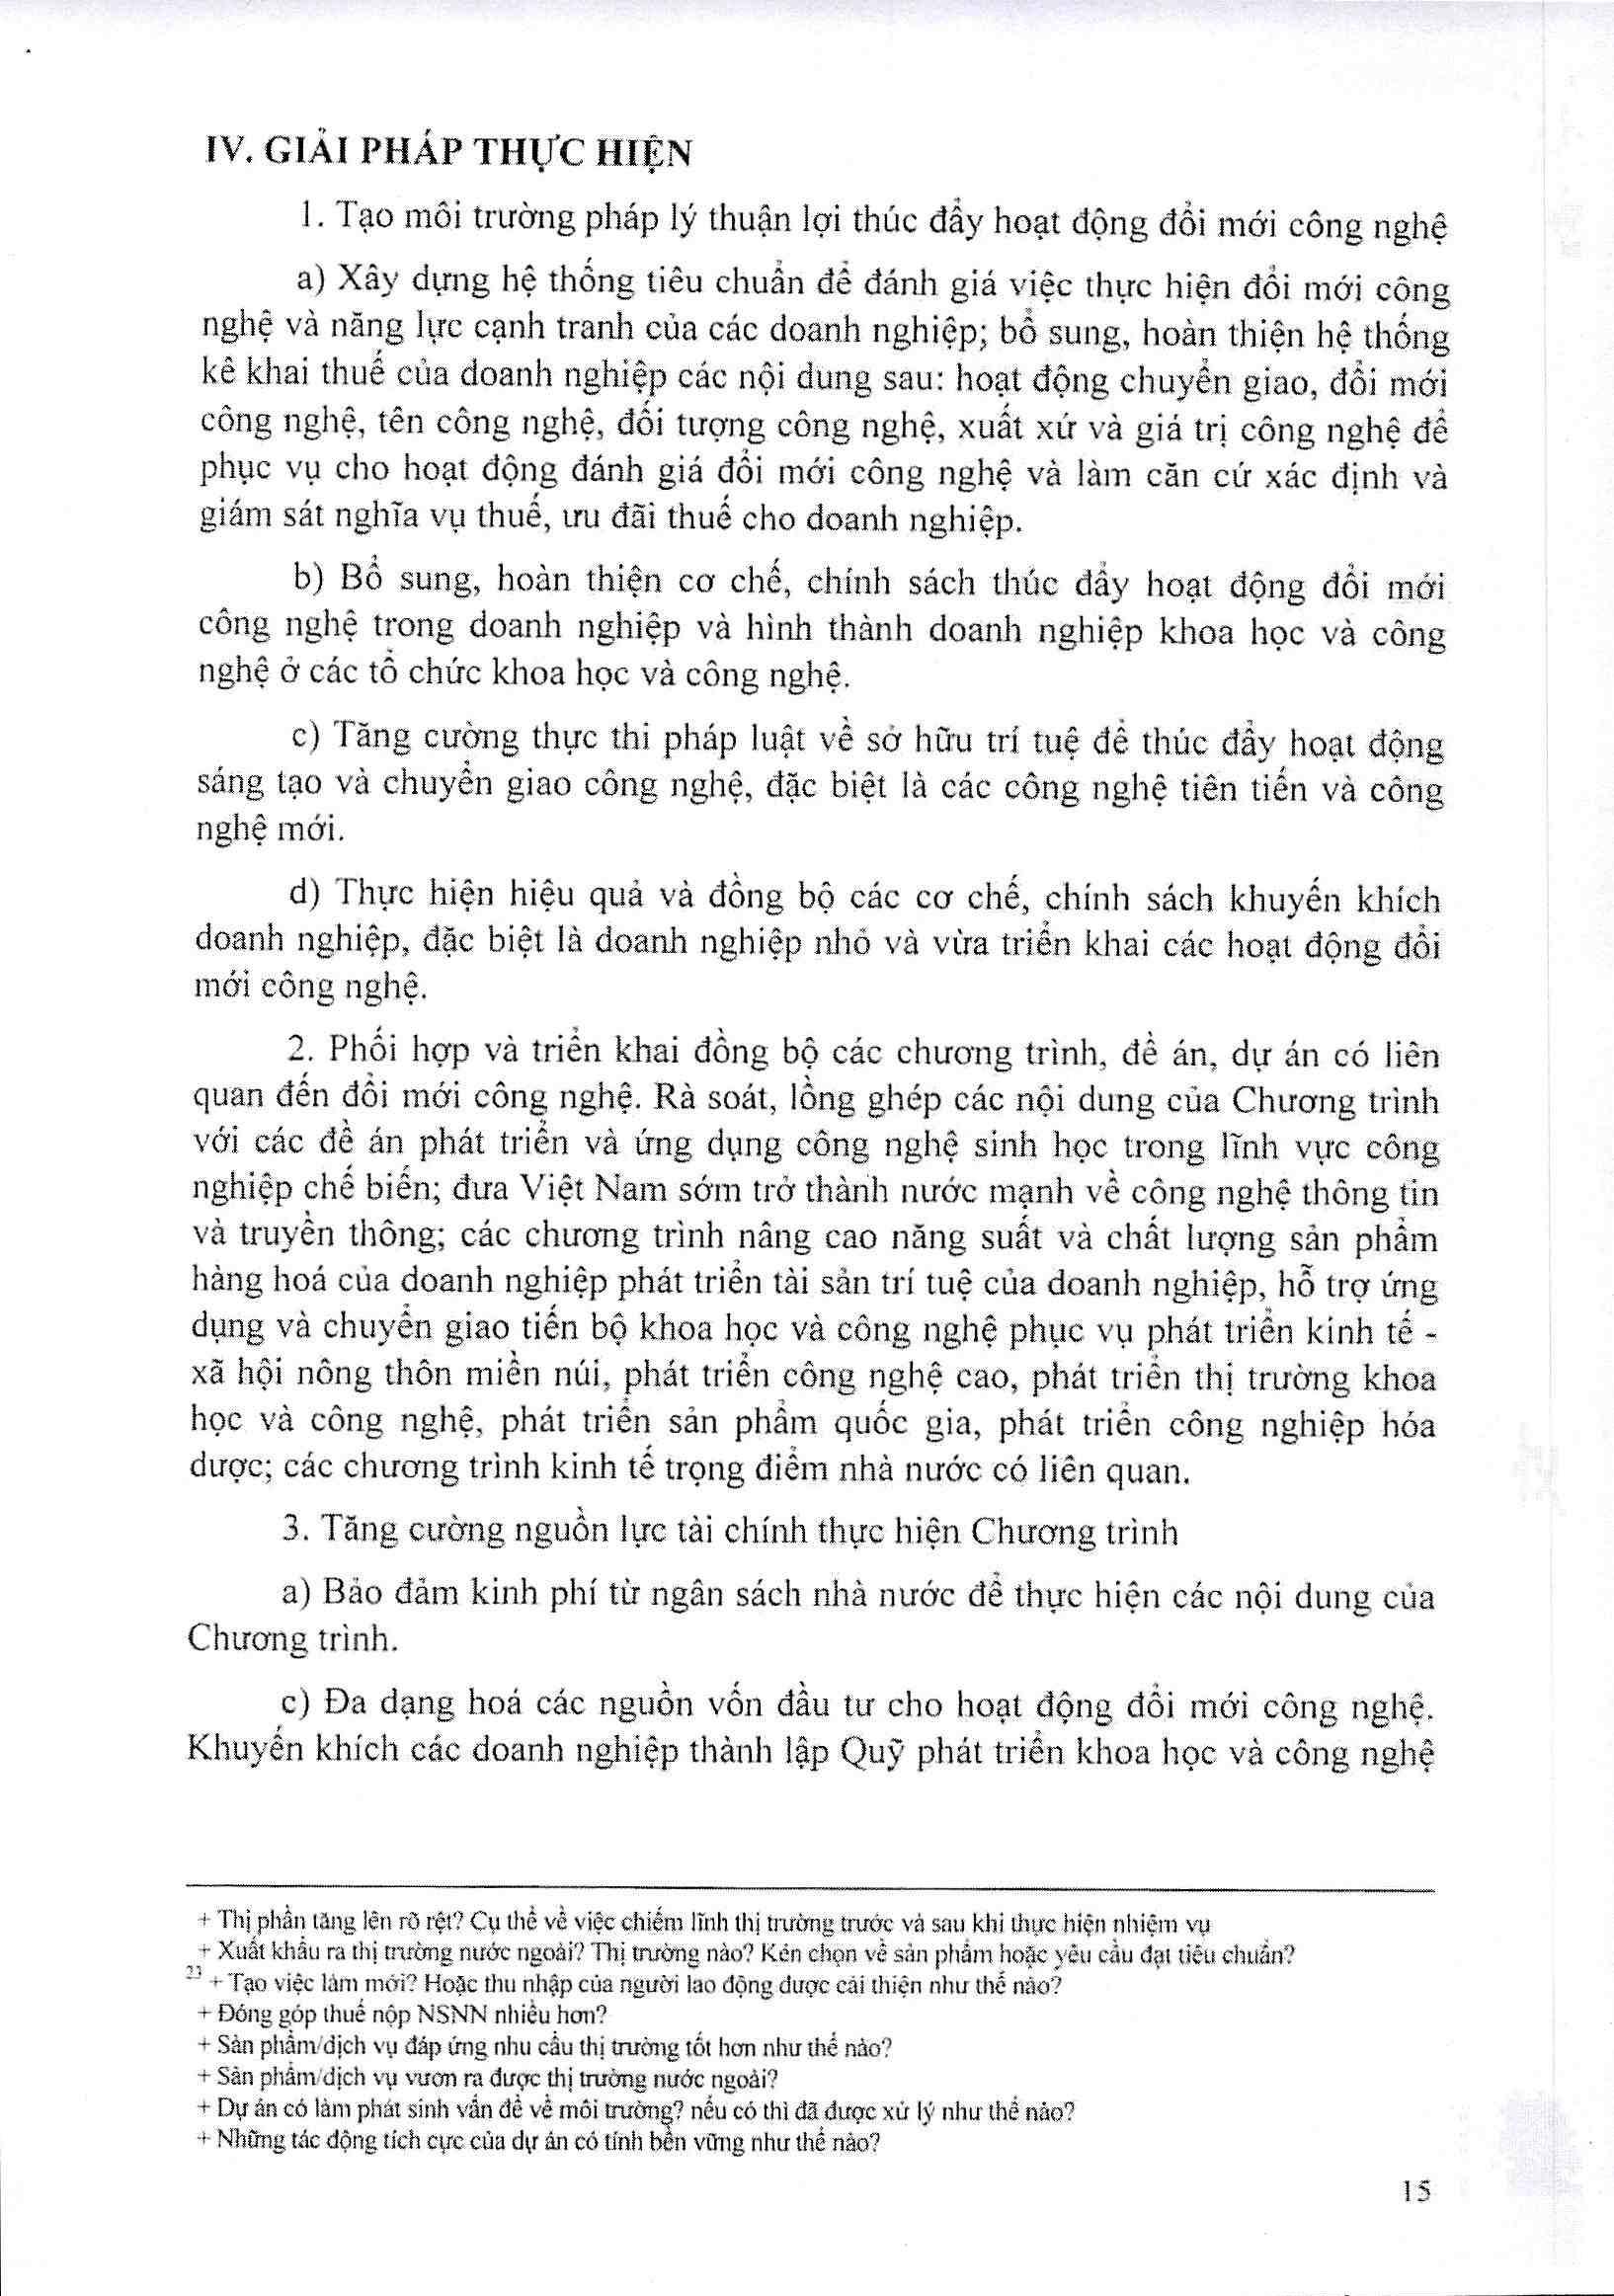 IV. GIẢI PHÁP THỰC HIỆN
1. Tạo môi trường pháp lý thuận lợi thúc đẩy hoạt động đổi mới công nghệ
a) Xây dựng hệ thống tiêu chuẩn để đánh giá việc thực hiện đổi mới công
nghệ và năng lực cạnh tranh của các doanh nghiệp; bổ sung, hoàn thiện hệ thống
kê khai thuế của doanh nghiệp các nội dung sau: hoạt động chuyển giao, đổi mới
công nghệ, tên công nghệ, đối tượng công nghệ, xuất xứ và giá trị công nghệ để
phục vụ cho hoạt động đánh giá đổi mới công nghệ và làm căn cứ xác định và
giám sát nghĩa vụ thuế, ưu đãi thuế cho doanh nghiệp.
b) Bổ sung, hoàn thiện cơ chế, chính sách thúc đẩy hoạt động đổi mới
công nghệ trong doanh nghiệp và hình thành doanh nghiệp khoa học và công
nghệ ở các tổ chức khoa học và công nghệ.
c) Tăng cường thực thi pháp luật về sở hữu trí tuệ để thúc đẩy hoạt động
sáng tạo và chuyển giao công nghệ, đặc biệt là các công nghệ tiên tiến và công
nghệ mới.
d) Thực hiện hiệu quả và đồng bộ các cơ chế, chính sách khuyến khích
doanh nghiệp, đặc biệt là doanh nghiệp nhỏ và vừa triển khai các hoạt động đổi
mới công nghệ.
2. Phối hợp và triển khai đồng bộ các chương trình, đề án, dự án có liên
quan đến đổi mới công nghệ. Rà soát, lồng ghép các nội dung của Chương trình
với các đề án phát triển và ứng dụng công nghệ sinh học trong lĩnh vực công
nghiệp chế biến; đưa Việt Nam sớm trở thành nước mạnh về công nghệ thông tin
và truyền thông; các chương trình nâng cao năng suất và chất lượng sản phẩm
hàng hoá của doanh nghiệp phát triển tài sản trí tuệ của doanh nghiệp, hỗ trợ ứng
dụng và chuyển giao tiến bộ khoa học và công nghệ phục vụ phát triển kinh tế -
xã hội nông thôn miền núi, phát triển công nghệ cao, phát triển thị trường khoa
học và công nghệ, phát triển sản phẩm quốc gia, phát triển công nghiệp hóa
dược; các chương trình kinh tế trọng điểm nhà nước có liên quan.
3. Tăng cường nguồn lực tài chính thực hiện Chương trình
a) Bảo đảm kinh phí từ ngân sách nhà nước để thực hiện các nội dung của
Chương trình.
c) Đa dạng hoá các nguồn vốn đầu tư cho hoạt động đổi mới công nghệ.
Khuyến khích các doanh nghiệp thành lập Quỹ phát triển khoa học và công nghệ
+ Thị phần tăng lên rõ rệt? Cụ thể về việc chiếm lĩnh thị trường trước và sau khi thực hiện nhiệm vụ
+ Xuất khẩu ra thị trường nước ngoài? Thị trường nào? Kén chọn về sản phẩm hoặc yêu cầu đạt tiêu chuẩn?
23 + Tạo việc làm mới? Hoặc thu nhập của người lao động được cải thiện như thế nào?
+ Đóng góp thuế nộp NSNN nhiều hơn?
+ Sản phẩm/dịch vụ đáp ứng nhu cầu thị trường tốt hơn như thế nào?
+ Sản phẩm/dịch vụ vươn ra được thị trường nước ngoài?
+ Dự án có làm phát sinh vấn đề về môi trường? nếu có thì đã được xử lý như thế nào?
+ Những tác động tích cực của dự án có tính bền vững như thế nào?
15